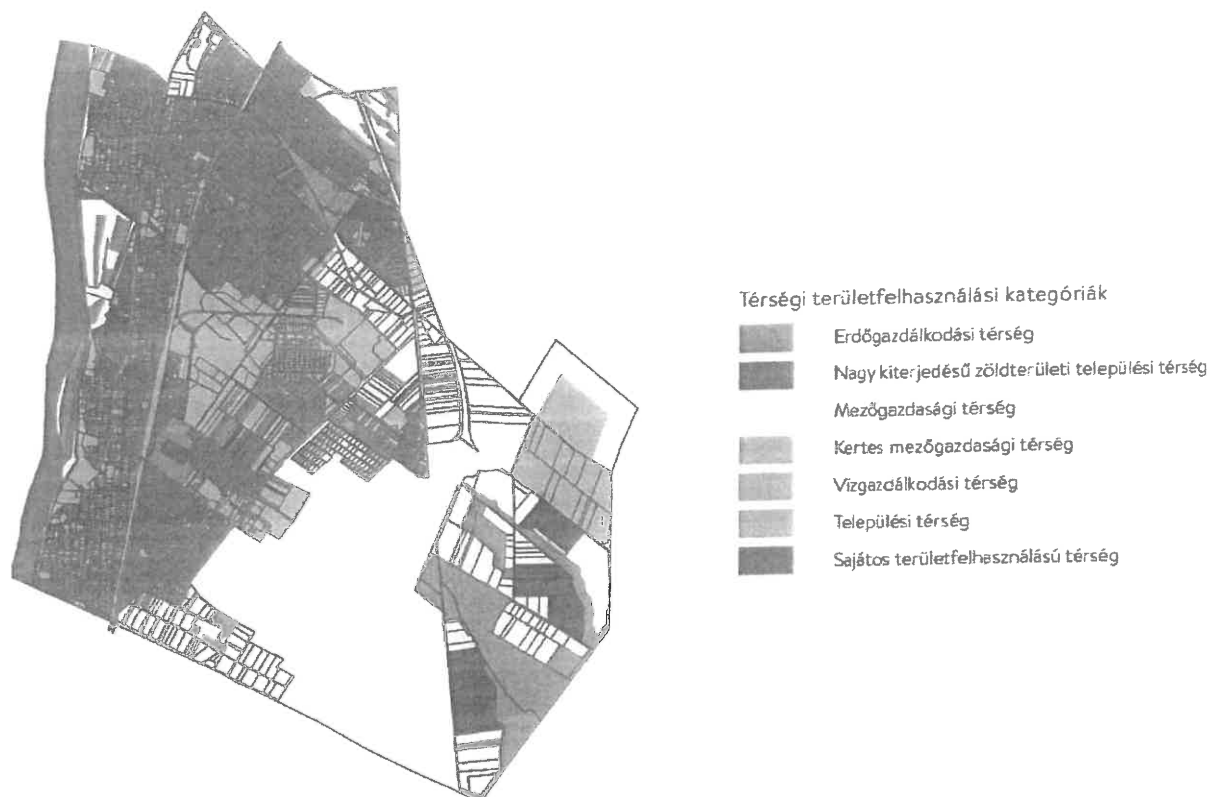 Térségi területfelhasználási kategóriák
Erdőgazdálkodási térség
Nagy kiterjedésű zöldterületi települési térség
Mezőgazdasági térség
Kertes mezőgazdasági térség
Vízgazdálkodási térség
Települési térség
Sajátos területfelhasználású térség